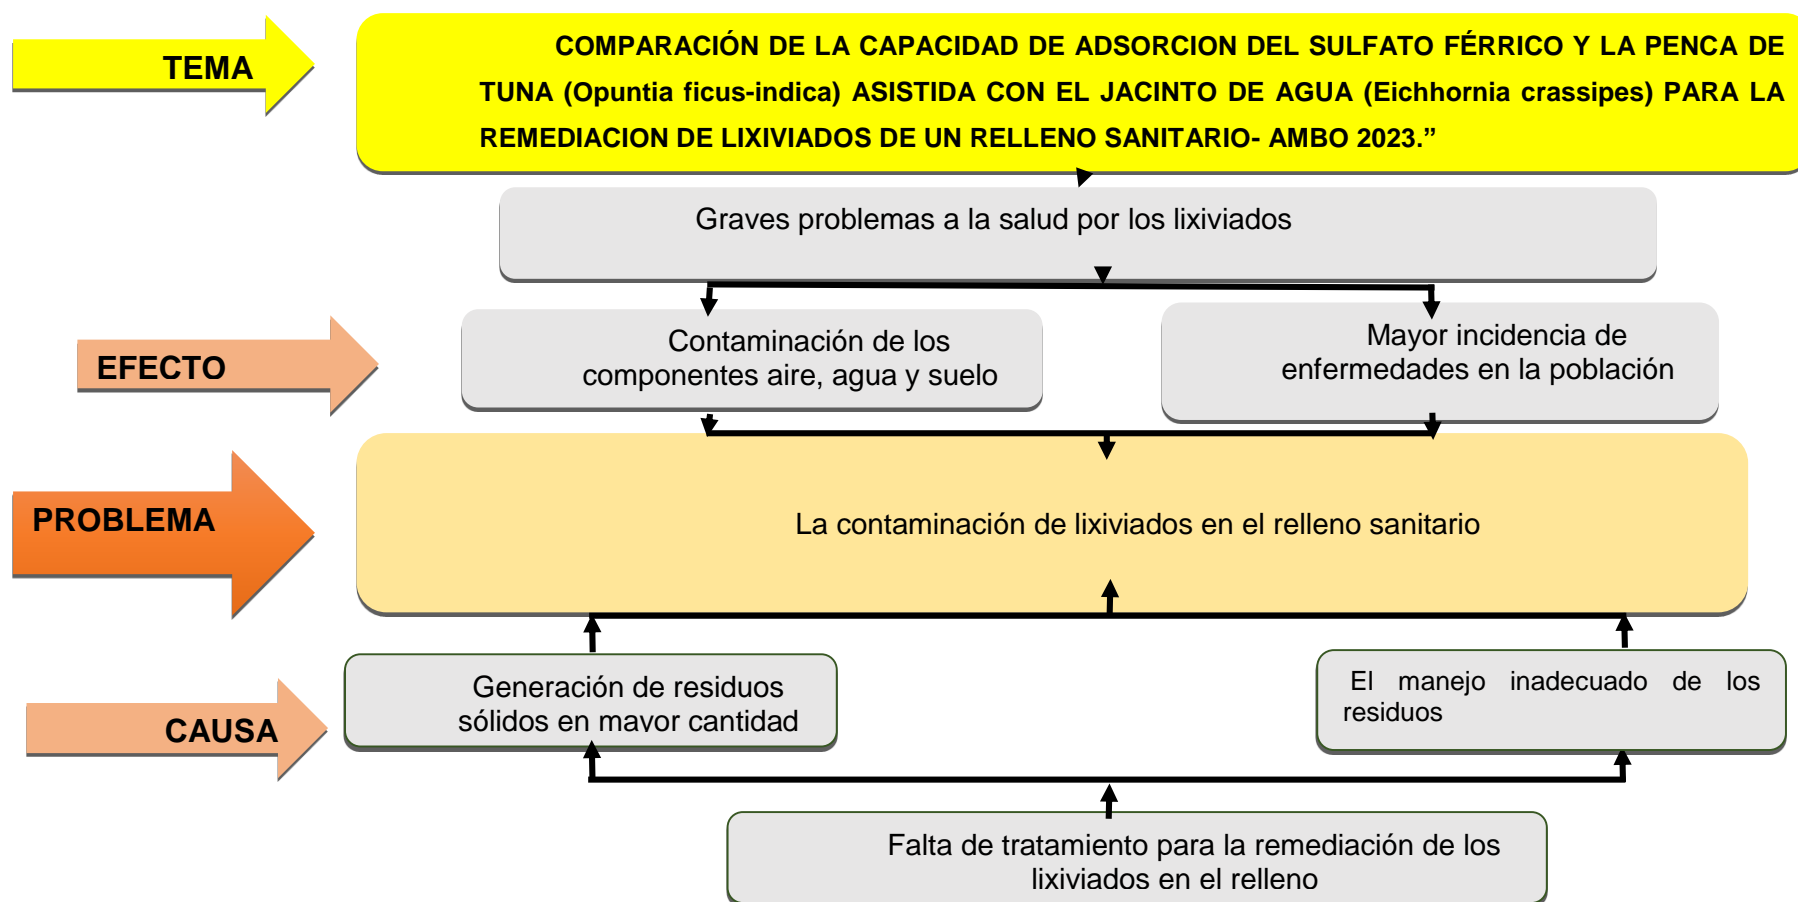 TEMA
COMPARACIÓN DE LA CAPACIDAD DE ADSORCION DEL SULFATO FÉRRICO Y LA PENCA DE
TUNA (Opuntia ficus-indica) ASISTIDA CON EL JACINTO DE AGUA (Eichhornia crassipes) PARA LA
REMEDIACION DE LIXIVIADOS DE UN RELLENO SANITARIO- AMBO 2023.”
Graves problemas a la salud por los lixiviados
EFECTO
Contaminación de los
componentes aire, agua y suelo
Mayor incidencia de
enfermedades en la población
PROBLEMA
La contaminación de lixiviados en el relleno sanitario
CAUSA
Generación de residuos
sólidos en mayor cantidad
El manejo inadecuado de los
residuos
Falta de tratamiento para la remediación de los
lixiviados en el relleno